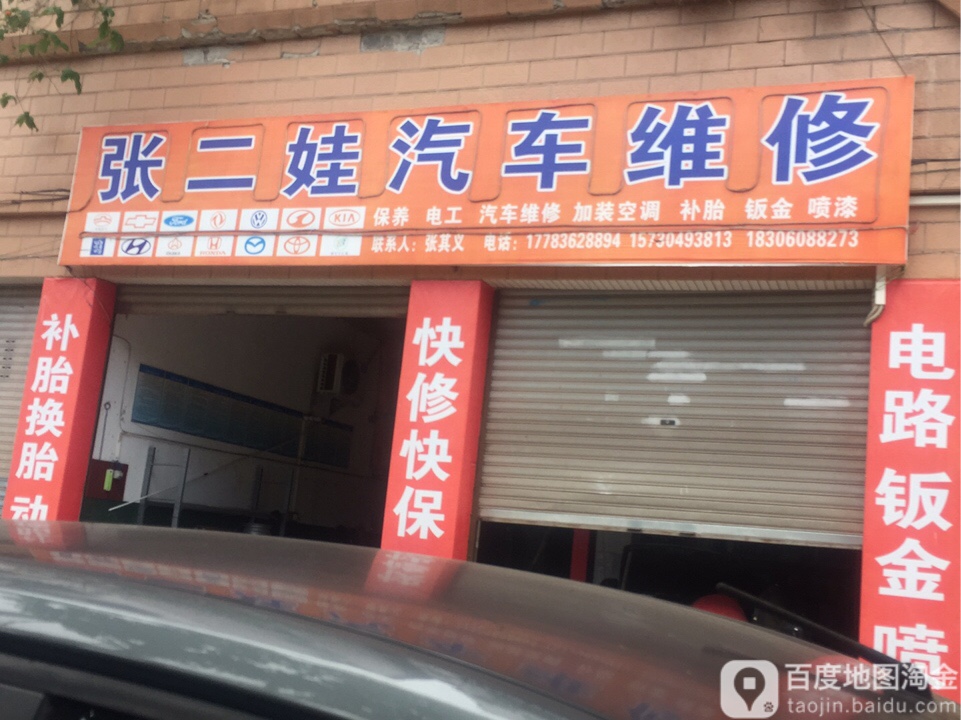 张二娃汽车维修
保养 电工 汽车维修 加装空调 补胎 钣金 喷漆
KIA
联系人:张其义 电话:17783628894 15730493813 18306088273
补胎换胎动
快修快保
电路钣金喷
百度地图淘金
taojin.baidu.com